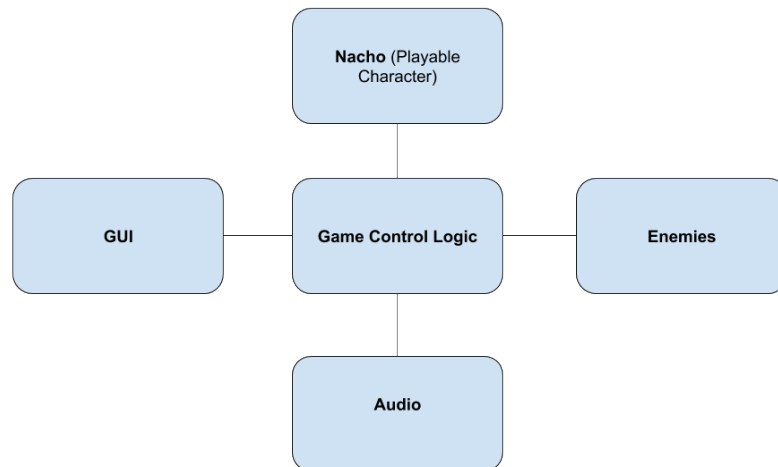 Nacho (Playable
Character)
GUI
Game Control Logic
Enemies
Audio